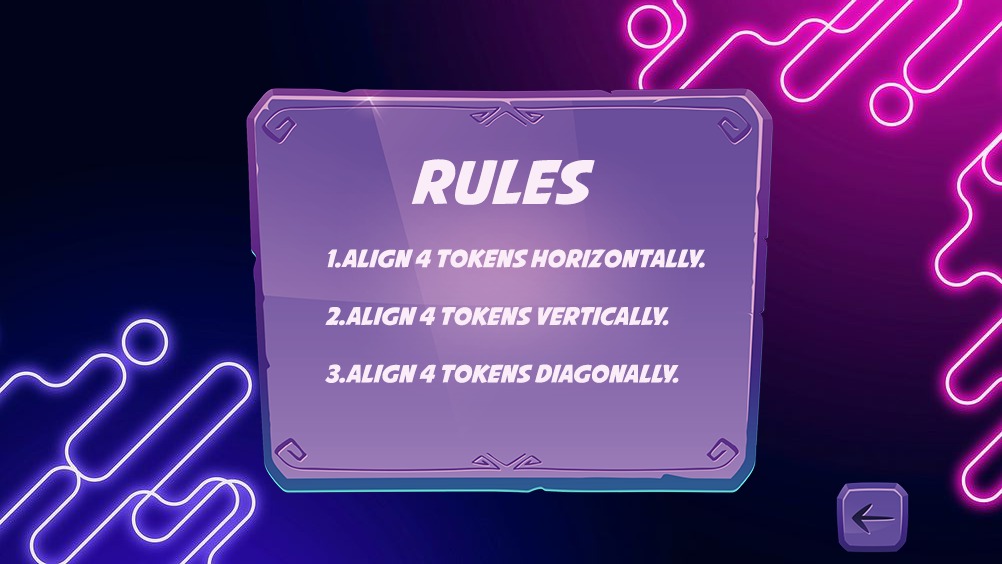 RULES
1.ALIGN 4 TOKENS HORIZONTALLY.
2.ALIGN 4 TOKENS VERTICALLY.
3.ALIGN 4 TOKENS DIAGONALLY.